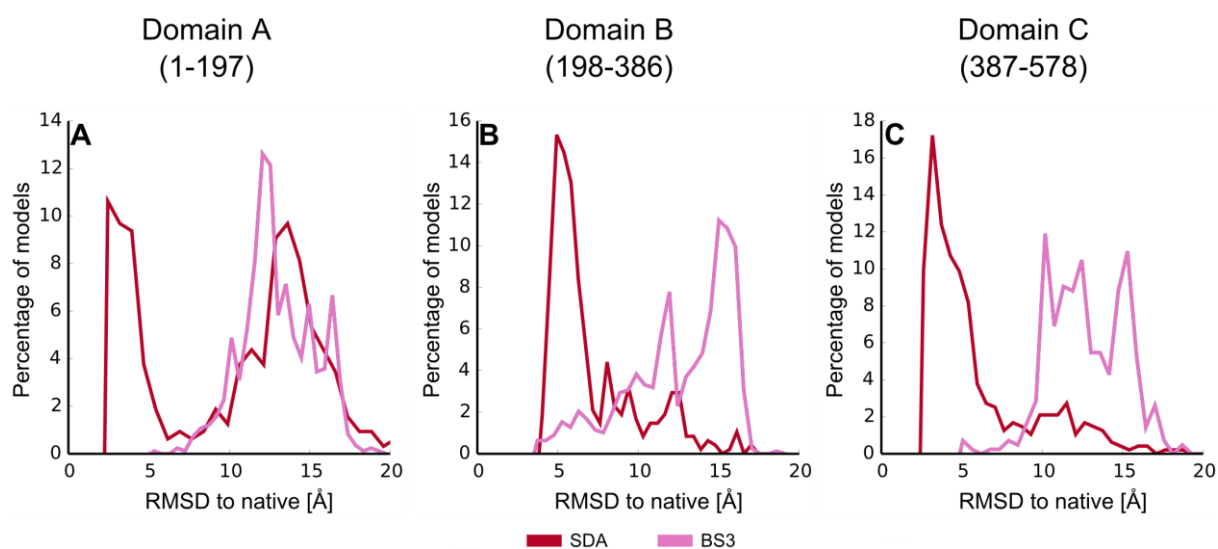 Domain A
(1-197)
Domain B
(198-386)
Domain C
(387-578)
A
Percentage of models
14
12
10
8
6
4
2
0
0 5 10 15 20
RMSD to native [Å]
B
Percentage of models
16
14
12
10
8
6
4
2
0
0 5 10 15 20
RMSD to native [Å]
C
Percentage of models
18
16
14
12
10
8
6
4
2
0
0 5 10 15 20
RMSD to native [Å]
SDA BS3